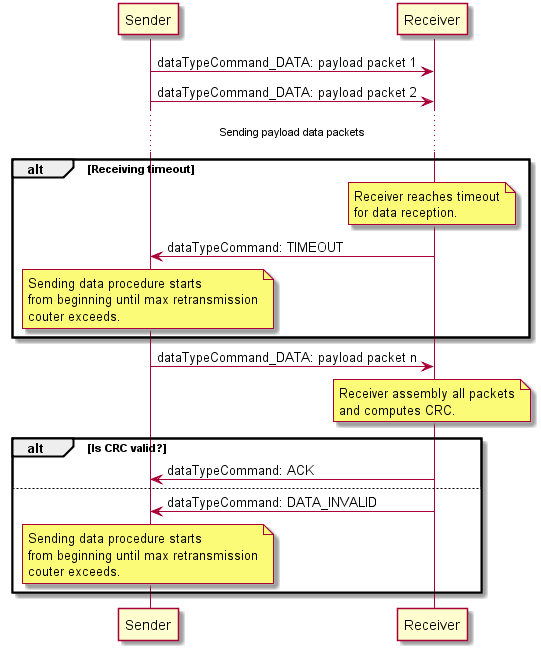 Sender
Receiver
dataTypeCommand_DATA: payload packet 1
dataTypeCommand_DATA: payload packet 2
Sending payload data packets
alt [Receiving timeout]
Receiver reaches timeout
for data reception.
dataTypeCommand: TIMEOUT
Sending data procedure starts
from beginning until max retransmission
couter exceeds.
dataTypeCommand_DATA: payload packet n
Receiver assembly all packets
and computes CRC.
alt [Is CRC valid?]
dataTypeCommand: ACK
dataTypeCommand: DATA_INVALID
Sending data procedure starts
from beginning until max retransmission
couter exceeds.
Sender
Receiver